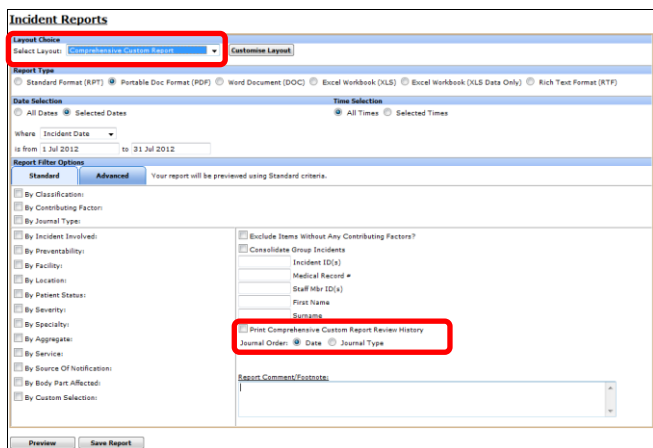 Incident Reports
Layout Choice
Select Layout: Comprehensive Custom Report Customise Layout
Report Type
Standard Format (RPT) Portable Doc Format (PDF) Word Document (DOC) Excel Workbook (XLS) Excel Workbook (XLS Data Only) Rich Text Format (RTF)
Date Selection Time Selection
All Dates Selected Dates All Times Selected Times
Where Incident Date
is from 1 Jul 2012 to 31 Jul 2012
Report Filter Options
Standard Advanced Your report will be previewed using Standard criteria.
By Classification:
By Contributing Factor:
By Journal Type:
By Incident Involved: Exclude Items Without Any Contributing Factors?
By Preventability: Consolidate Group Incidents
By Facility: Incident ID(s)
By Location: Medical Record #
By Patient Status: Staff Mbr ID(s)
By Severity: First Name
By Specialty: Surname
By Aggregate: Print Comprehensive Custom Report Review History
By Service: Journal Order: Date Journal Type
By Source Of Notification:
By Body Part Affected: Report Comment/Footnote:
By Custom Selection:
Preview Save Report